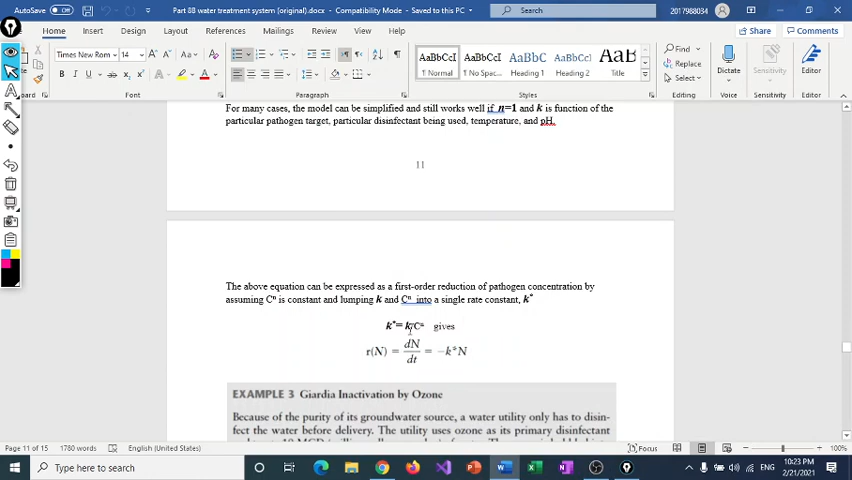 AutoSave Off Part 8B water treatment system (original).docx - Compatibility Mode - Saved to this PC Search 2017988034
File Home Insert Draw Design Layout References Mailings Review View Help Share Comments
Times New Rom 14 Find
AaBbCcI AaBbCcI AaBbC AaBbCcI AaB Replace Dictate Sensitivity Editor
1 Normal 1 No Spac... Heading 1 Heading 2 Title Select
Font Paragraph Styles Editing Voice Sensitivity Editor
For many cases, the model can be simplified and still works well if n=1 and k is function of the
particular pathogen target, particular disinfectant being used, temperature, and pH.
11
The above equation can be expressed as a first-order reduction of pathogen concentration by
assuming Cⁿ is constant and lumping k and Cⁿ into a single rate constant, k*
k*= k Cⁿ gives
r(N) = dN/dt = −k*N
EXAMPLE 3 Giardia Inactivation by Ozone
Because of the purity of its groundwater source, a water utility only has to disin-
fect the water before delivery. The utility uses ozone as its primary disinfectant
Page 11 of 15 1780 words English (United States) Focus 100%
Type here to search ENG 10:23 PM
2/21/2021